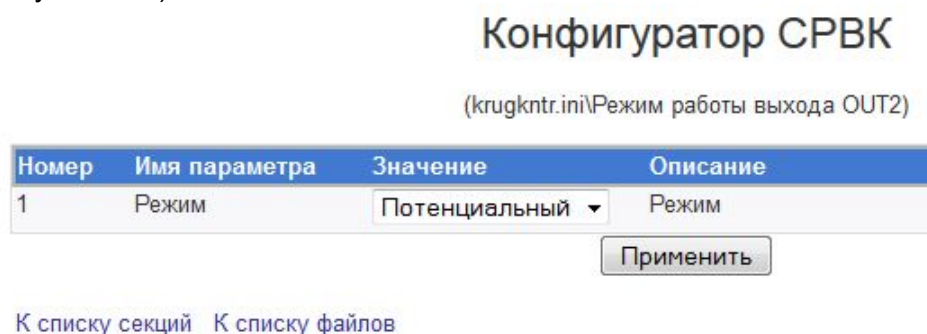 Конфигуратор СРВК
(krugkntr.ini\Режим работы выхода OUT2)
Номер Имя параметра Значение Описание
1 Режим Потенциальный Режим
Применить
К списку секций К списку файлов